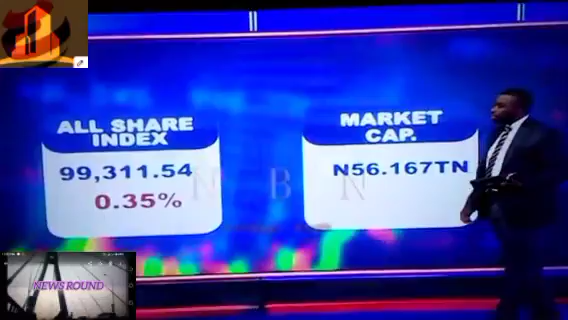 ALL SHARE
INDEX
99,311.54
0.35%
MARKET
CAP.
N56.167TN
N B N
NEWS ROUND